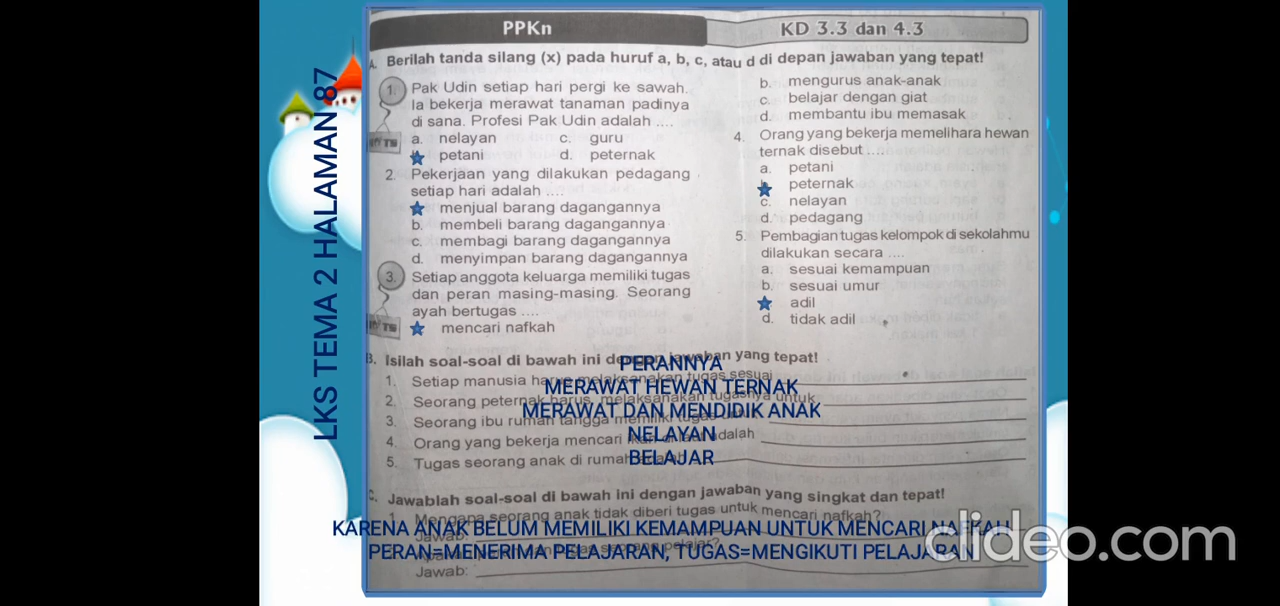 LKS TEMA 2 HALAMAN 87
PPKn
KD 3.3 dan 4.3
A. Berilah tanda silang (x) pada huruf a, b, c, atau d di depan jawaban yang tepat!
1. Pak Udin setiap hari pergi ke sawah.
Ia bekerja merawat tanaman padinya
di sana. Profesi Pak Udin adalah ....
a. nelayan c. guru
petani d. peternak
2. Pekerjaan yang dilakukan pedagang
setiap hari adalah ....
menjual barang dagangannya
b. membeli barang dagangannya
c. membagi barang dagangannya
d. menyimpan barang dagangannya
3. Setiap anggota keluarga memiliki tugas
dan peran masing-masing. Seorang
ayah bertugas ....
mencari nafkah
b. mengurus anak-anak
c. belajar dengan giat
d. membantu ibu memasak
4. Orang yang bekerja memelihara hewan
ternak disebut ....
a. petani
peternak
c. nelayan
d. pedagang
5. Pembagian tugas kelompok di sekolahmu
dilakukan secara ....
a. sesuai kemampuan
b. sesuai umur
adil
d. tidak adil
B. Isilah soal-soal di bawah ini dengan jawaban yang tepat!
PERANNYA
1. Setiap manusia harus melaksanakan tugas sesuai
MERAWAT HEWAN TERNAK
2. Seorang peternak harus melaksanakan tugasnya untuk
MERAWAT DAN MENDIDIK ANAK
3. Seorang ibu rumah tangga memiliki tugas
NELAYAN
4. Orang yang bekerja mencari ikan di laut adalah
BELAJAR
5. Tugas seorang anak di rumah
C. Jawablah soal-soal di bawah ini dengan jawaban yang singkat dan tepat!
1. Mengapa seorang anak tidak diberi tugas untuk mencari nafkah?
KARENA ANAK BELUM MEMILIKI KEMAMPUAN UNTUK MENCARI NAFKAH
Jawab:
PERAN=MENERIMA PELAJARAN, TUGAS=MENGIKUTI PELAJARAN
Jawab:
clideo.com